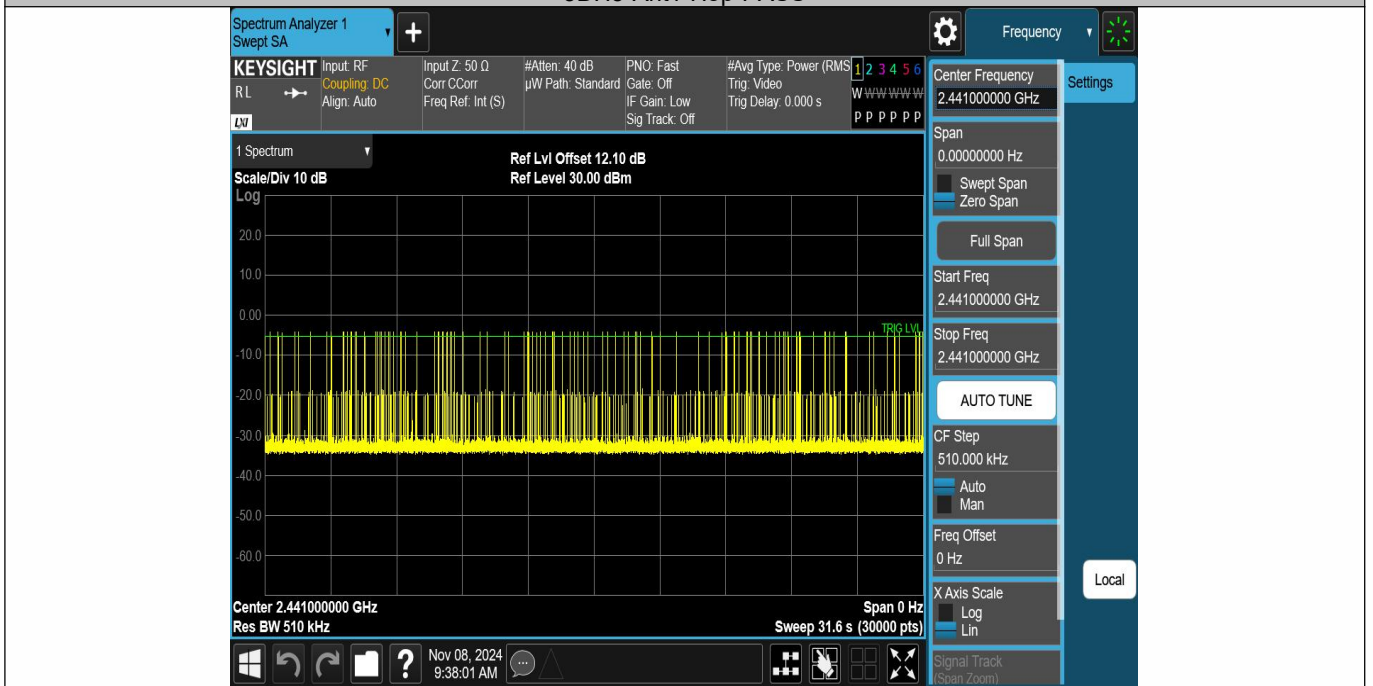 Spectrum Analyzer 1
Swept SA
+
Frequency
KEYSIGHT
RL
LXI
Input: RF
Coupling: DC
Align: Auto
Input Z: 50 Ω
Corr CCorr
Freq Ref: Int (S)
#Atten: 40 dB
µW Path: Standard
PNO: Fast
Gate: Off
IF Gain: Low
Sig Track: Off
#Avg Type: Power (RMS
Trig: Video
Trig Delay: 0.000 s
1 2 3 4 5 6
W W W W W W
P P P P P P
1 Spectrum
Scale/Div 10 dB
Log
Ref Lvl Offset 12.10 dB
Ref Level 30.00 dBm
20.0
10.0
0.00
-10.0
-20.0
-30.0
-40.0
-50.0
-60.0
TRIG LVL
Center 2.441000000 GHz
Res BW 510 kHz
Span 0 Hz
Sweep 31.6 s (30000 pts)
Center Frequency
2.441000000 GHz
Settings
Span
0.00000000 Hz
Swept Span
Zero Span
Full Span
Start Freq
2.441000000 GHz
Stop Freq
2.441000000 GHz
AUTO TUNE
CF Step
510.000 kHz
Auto
Man
Freq Offset
0 Hz
X Axis Scale
Log
Lin
Local
Signal Track
(Span Zoom)
?
Nov 08, 2024
9:38:01 AM